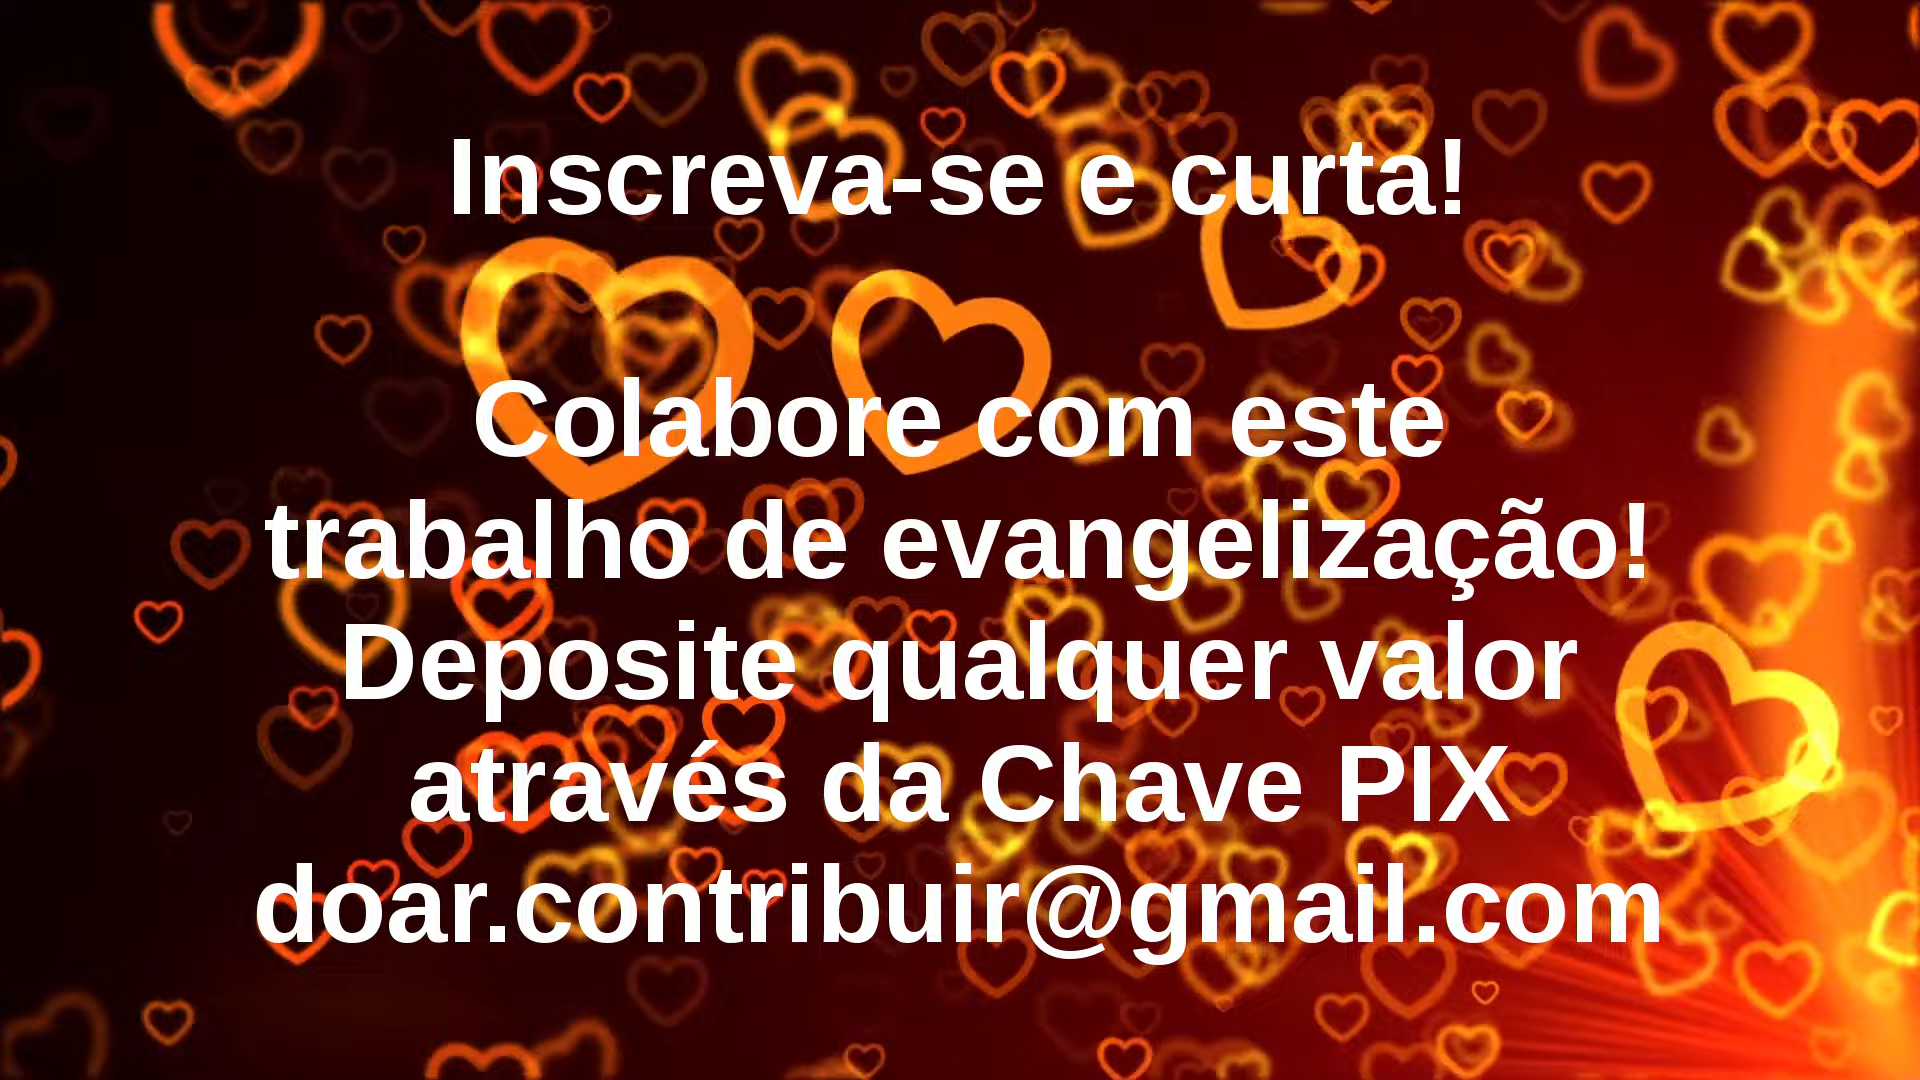 Inscreva-se e curta!
Colabore com este
trabalho de evangelização!
Deposite qualquer valor
através da Chave PIX
doar.contribuir@gmail.com